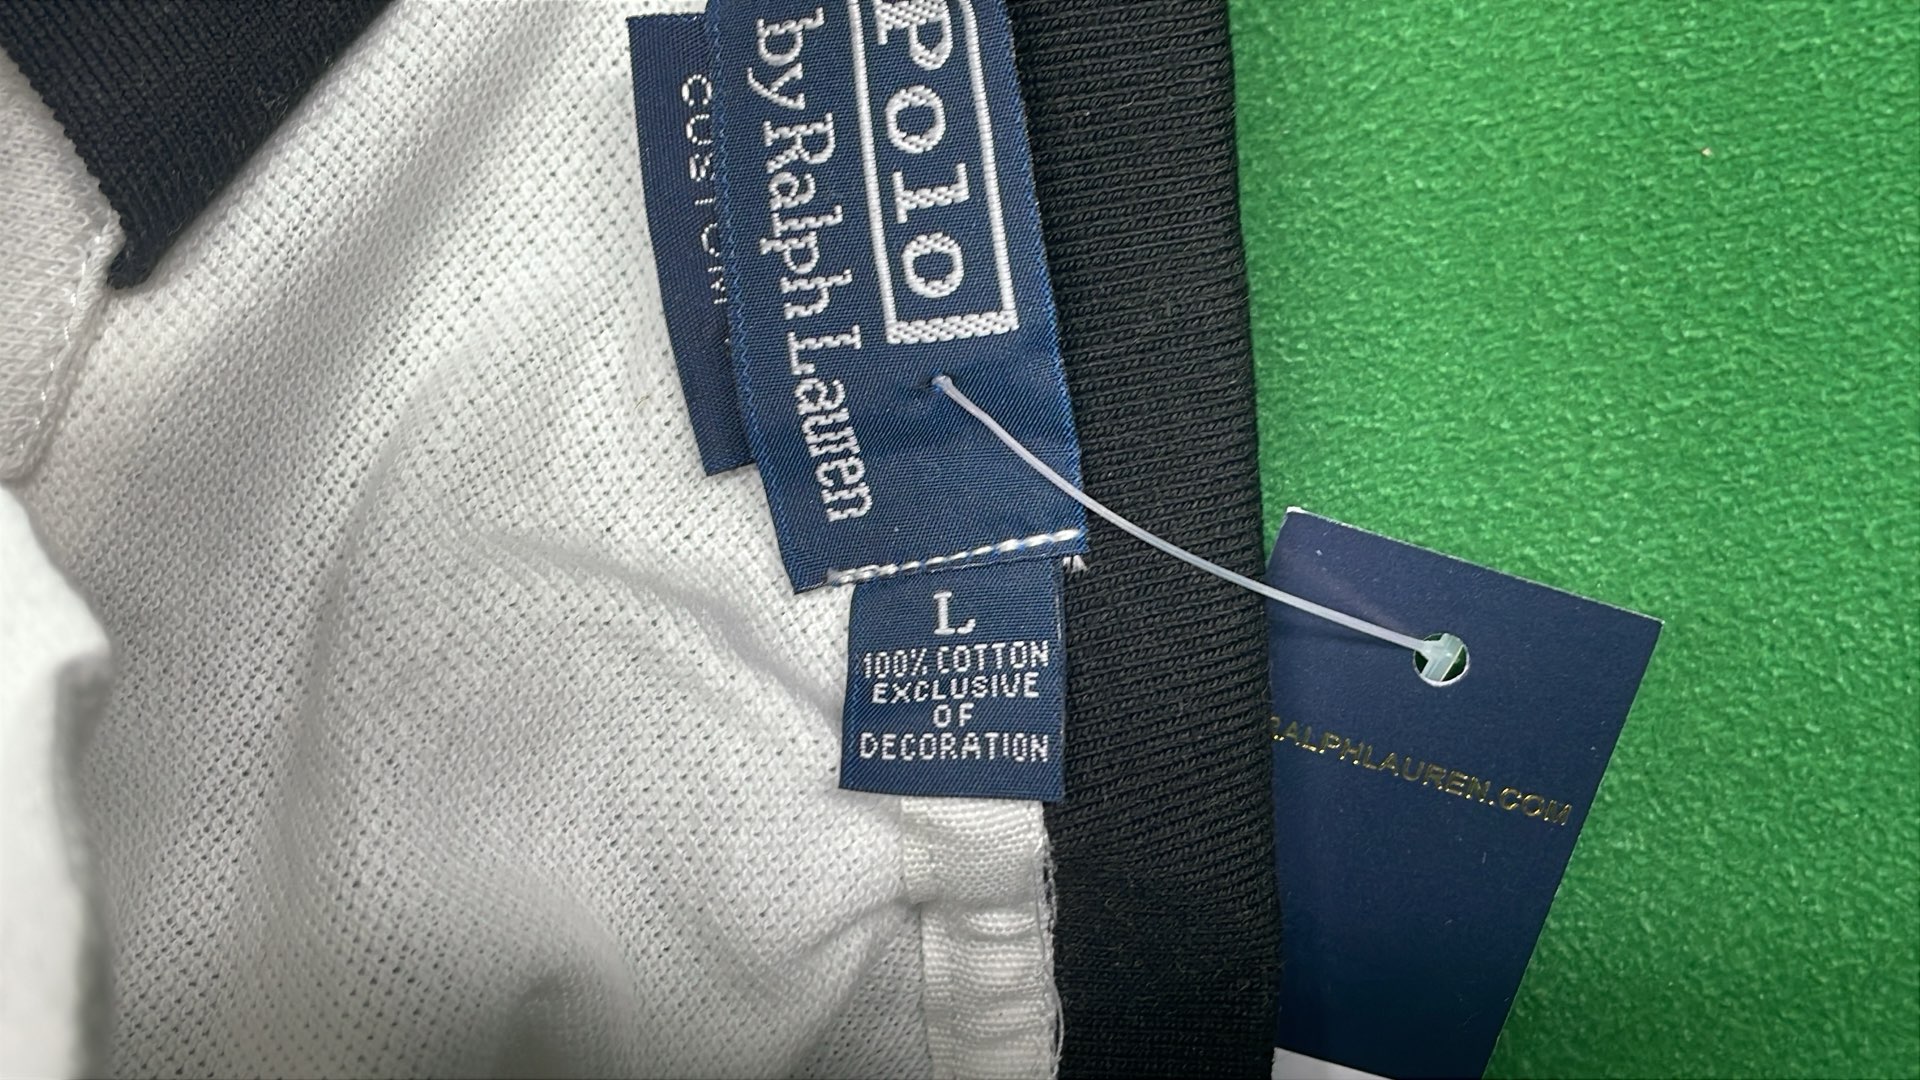 Polo
by Ralph Lauren
L
100% COTTON
EXCLUSIVE
OF
DECORATION
RALPHLAUREN.COM